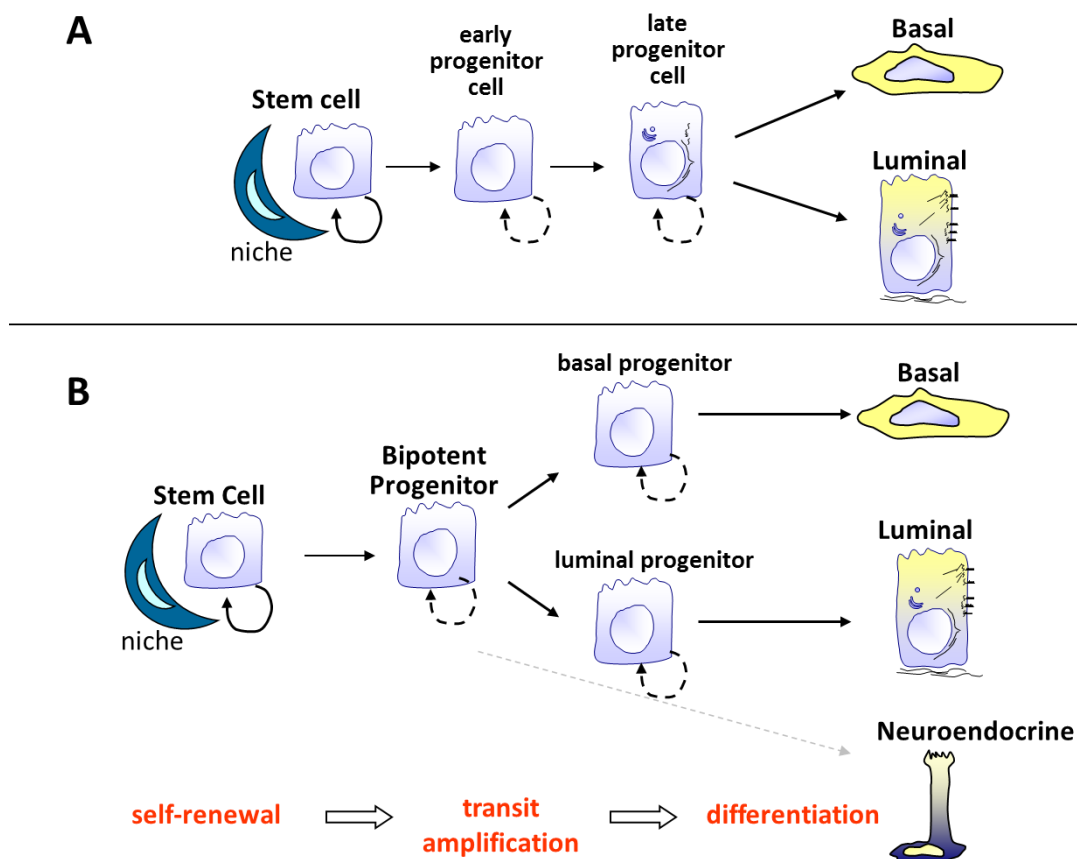 A
Stem cell
niche
early
progenitor
cell
late
progenitor
cell
Basal
Luminal
B
Stem Cell
niche
Bipotent
Progenitor
basal progenitor
luminal progenitor
Basal
Luminal
Neuroendocrine
self-renewal
transit
amplification
differentiation